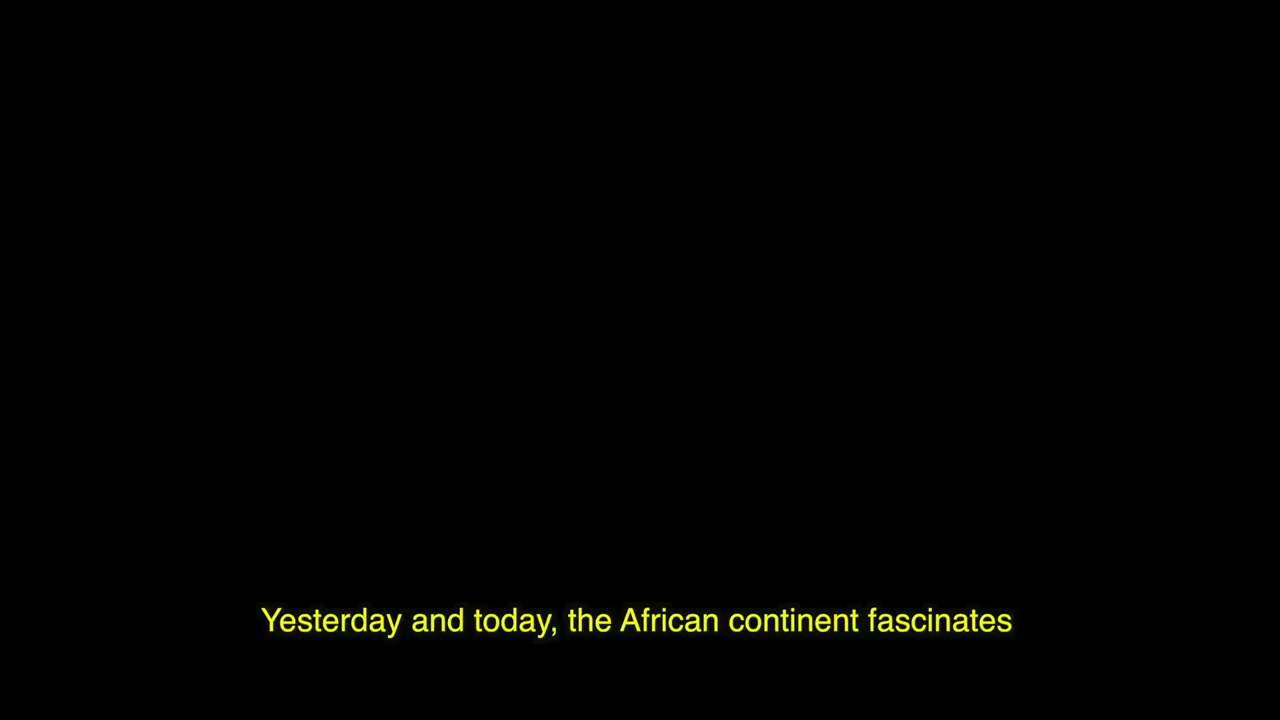 Yesterday and today, the African continent fascinates